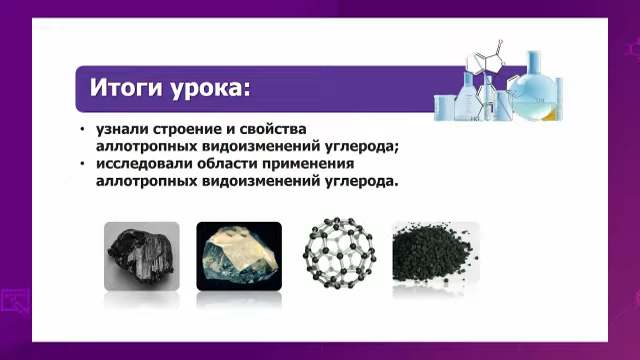 Итоги урока:
• узнали строение и свойства
аллотропных видоизменений углерода;
• исследовали области применения
аллотропных видоизменений углерода.